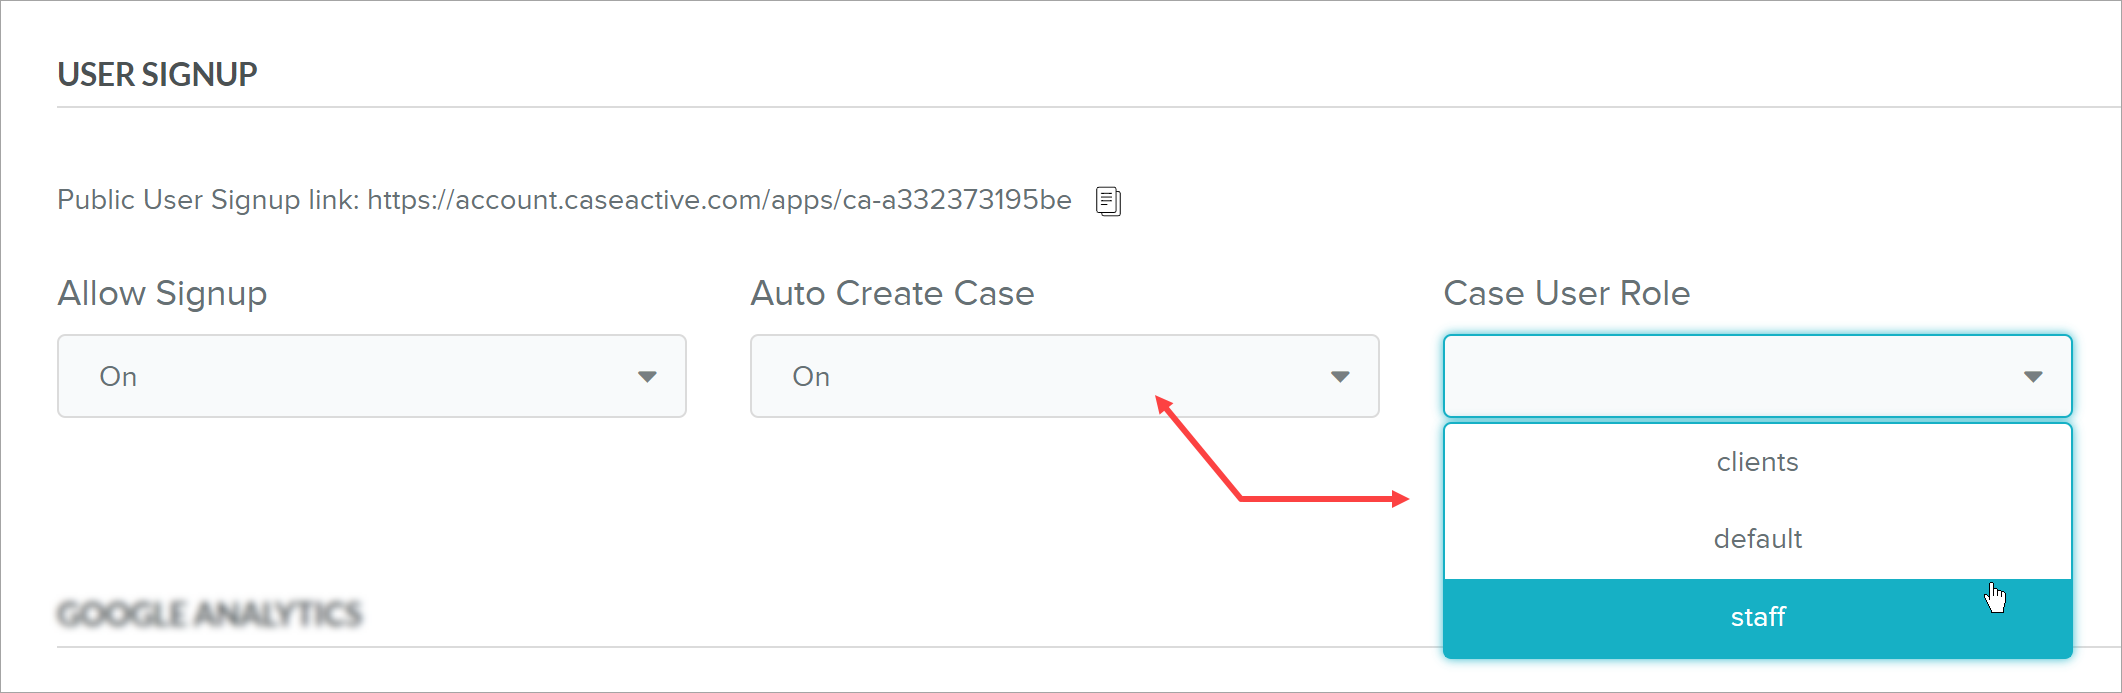 USER SIGNUP
Public User Signup link: https://account.caseactive.com/apps/ca-a332373195be
Allow Signup
Auto Create Case
Case User Role
On
On
clients
default
staff
GOOGLE ANALYTICS